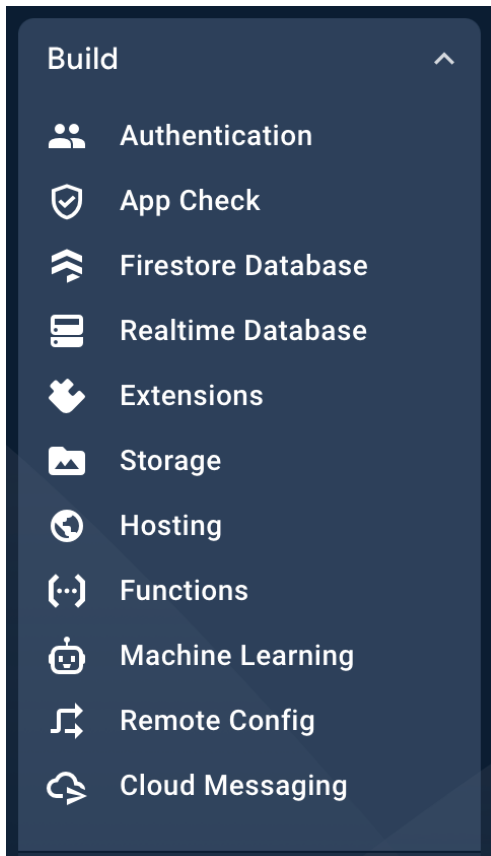 Build
Authentication
App Check
Firestore Database
Realtime Database
Extensions
Storage
Hosting
Functions
Machine Learning
Remote Config
Cloud Messaging